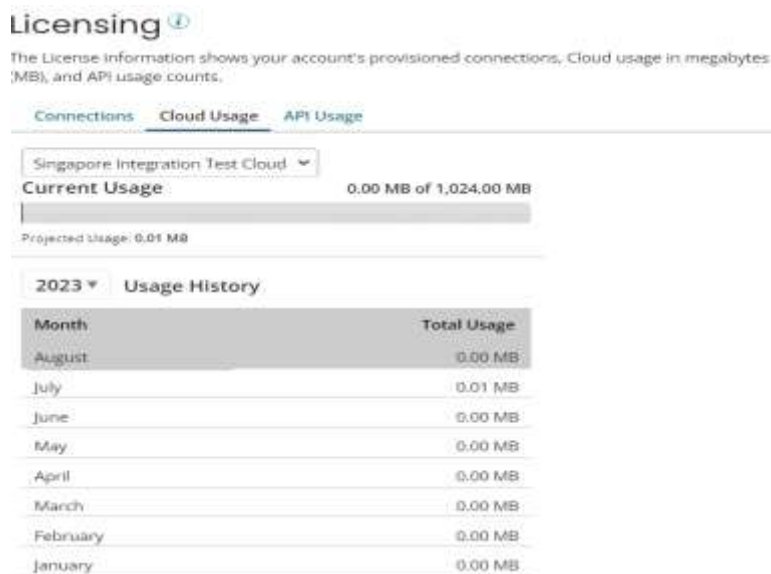 Licensing
The License Information shows your account's provisioned connections, Cloud usage in megabytes
(MB), and API usage counts.
Connections Cloud Usage API Usage
Singapore Integration Test Cloud
Current Usage 0.00 MB of 1,024.00 MB
Projected Usage: 0.01 MB
2023 Usage History
Month Total Usage
August 0.00 MB
July 0.01 MB
June 0.00 MB
May 0.00 MB
April 0.00 MB
March 0.00 MB
February 0.00 MB
January 0.00 MB